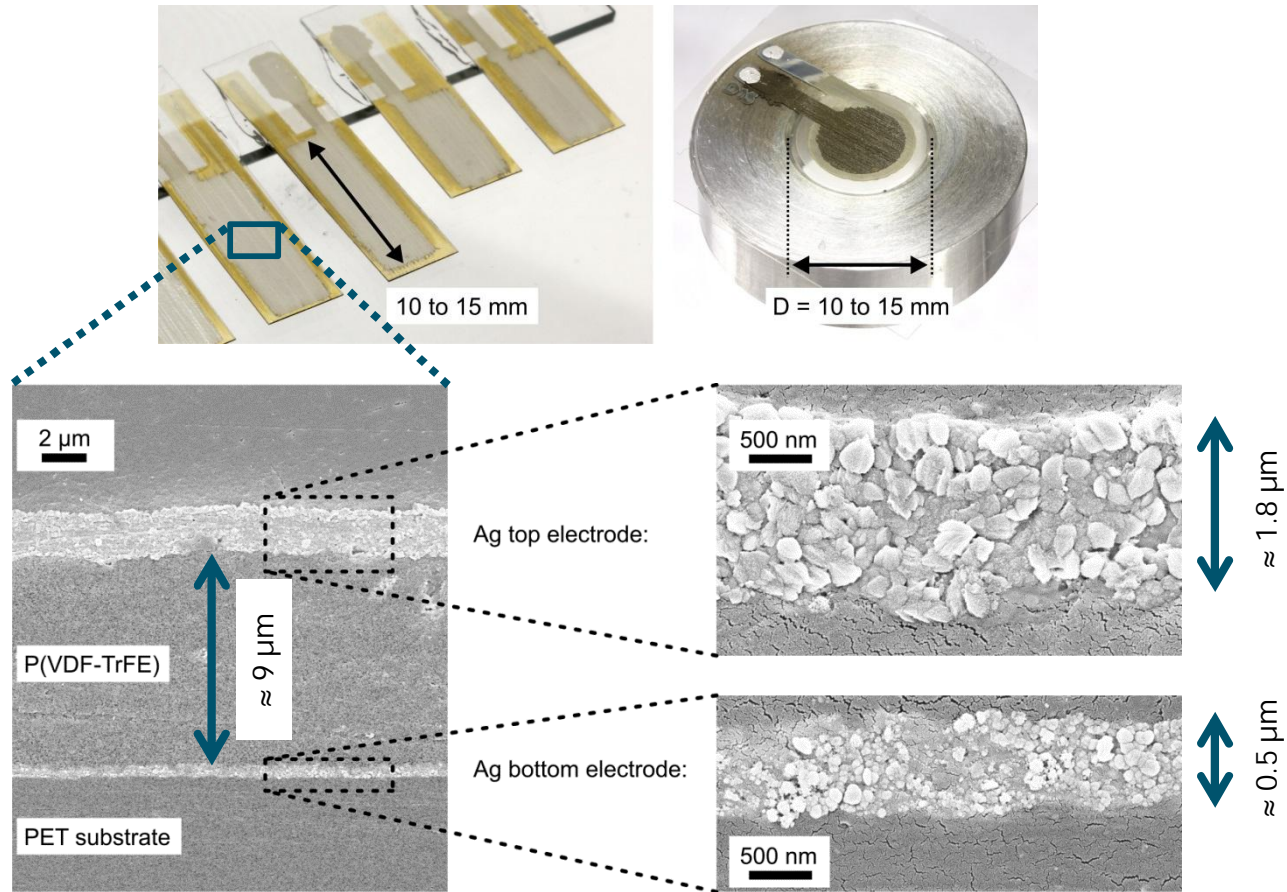 10 to 15 mm
D = 10 to 15 mm
2 µm
500 nm
≈ 1.8 µm
Ag top electrode:
P(VDF-TrFE)
≈ 9 µm
Ag bottom electrode:
≈ 0.5 µm
PET substrate
500 nm